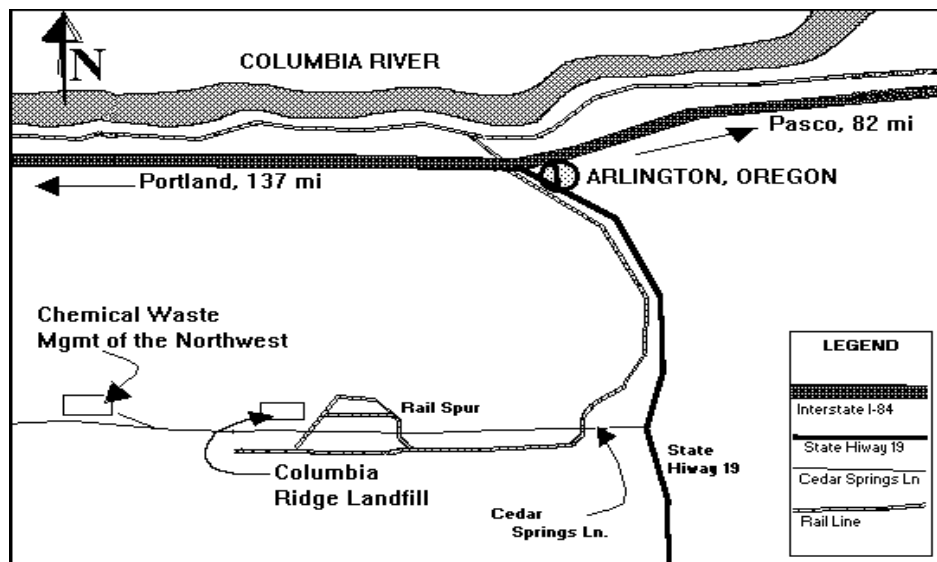 N
COLUMBIA RIVER
Pasco, 82 mi
Portland, 137 mi
ARLINGTON, OREGON
Chemical Waste
Mgmt of the Northwest
Rail Spur
Columbia
Ridge Landfill
Cedar
Springs Ln.
State
Hiway 19
LEGEND
Interstate I-84
State Hiway 19
Cedar Springs Ln
Rail Line